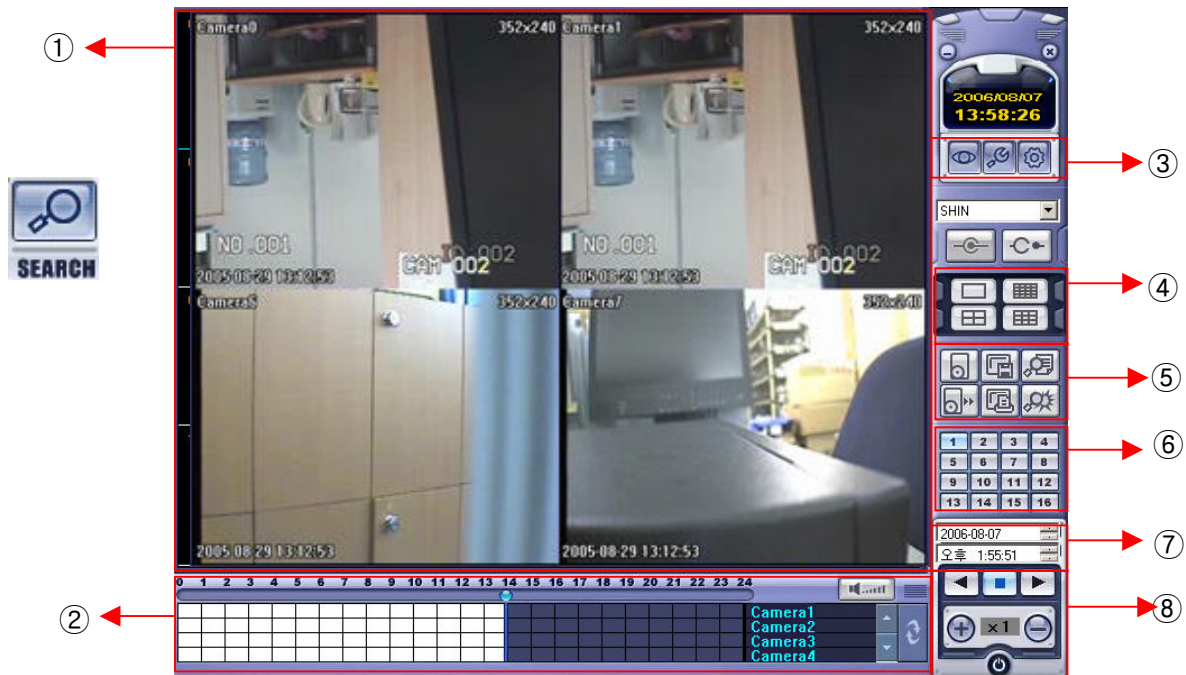 ①
Camera0 352x240
Camera1 352x240
NO .001
CAM 002
2005-08-29 13:12:53
NO .001
CAM 002
2005-08-29 13:12:53
352x240
Camera7 352x240
2005-08-29 13:12:53
2005-08-29 13:12:53
SEARCH
2006/08/07
13:58:26
③
SHIN
④
⑤
1 2 3 4
5 6 7 8
9 10 11 12
13 14 15 16
⑥
2006-08-07
오후 1:55:51
⑦
0 1 2 3 4 5 6 7 8 9 10 11 12 13 14 15 16 17 18 19 20 21 22 23 24
②
Camera1
Camera2
Camera3
Camera4
x1
⑧